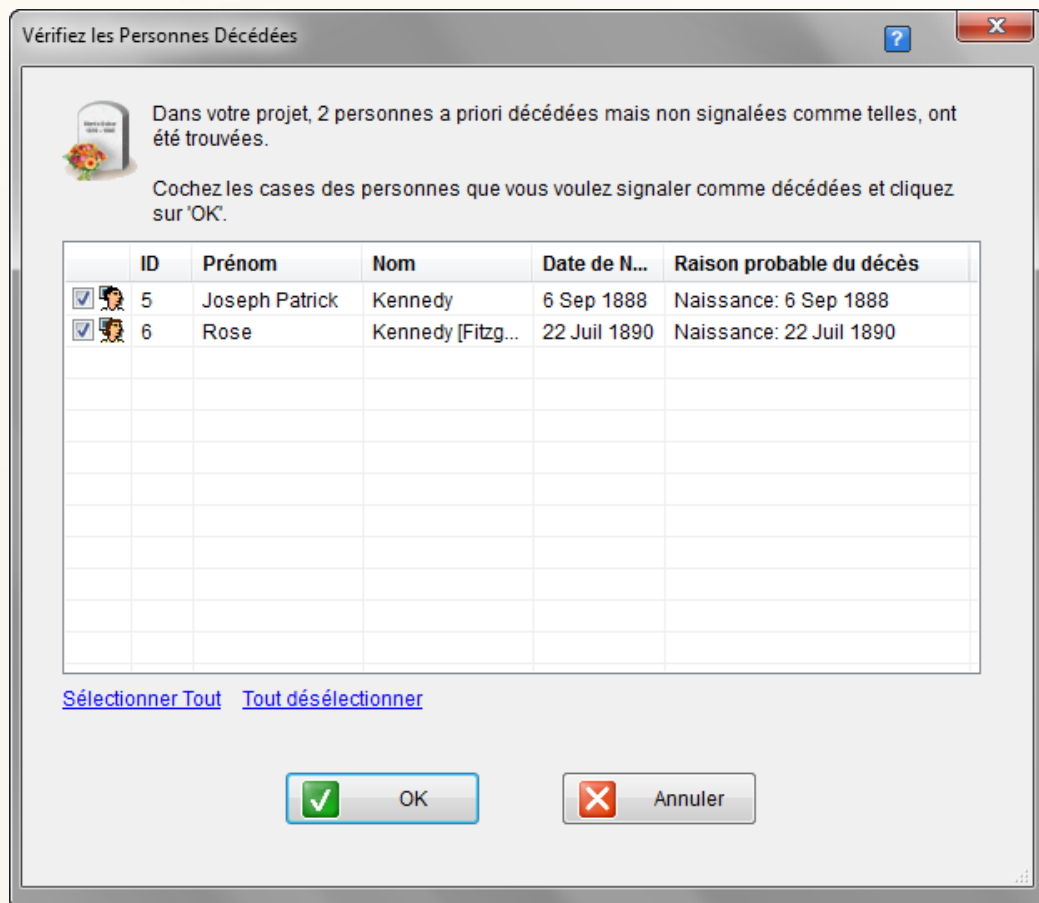 Vérifiez les Personnes Décédées
Dans votre projet, 2 personnes a priori décédées mais non signalées comme telles, ont
été trouvées.
Cochez les cases des personnes que vous voulez signaler comme décédées et cliquez
sur 'OK'.
ID Prénom Nom Date de N... Raison probable du décès
5 Joseph Patrick Kennedy 6 Sep 1888 Naissance: 6 Sep 1888
6 Rose Kennedy [Fitzg... 22 Juil 1890 Naissance: 22 Juil 1890
Sélectionner Tout Tout désélectionner
OK Annuler